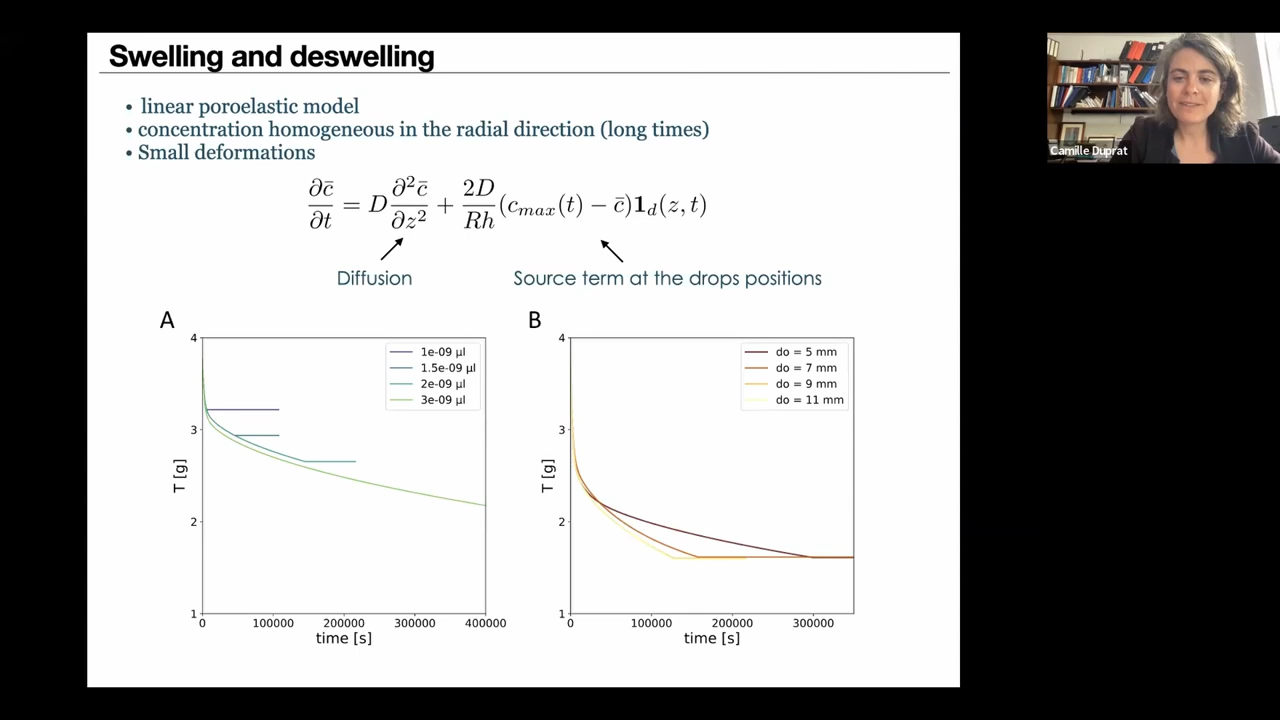 Swelling and deswelling
• linear poroelastic model
• concentration homogeneous in the radial direction (long times)
• Small deformations
∂c̄/∂t = D ∂²c̄/∂z² + 2D/Rh (c_max(t) − c̄)1_d(z, t)
Diffusion
Source term at the drops positions
A
4
3
2
1
T [g]
0
100000
200000
300000
400000
time [s]
1e-09 μl
1.5e-09 μl
2e-09 μl
3e-09 μl
B
4
3
2
1
T [g]
0
100000
200000
300000
time [s]
do = 5 mm
do = 7 mm
do = 9 mm
do = 11 mm
Camille Duprat